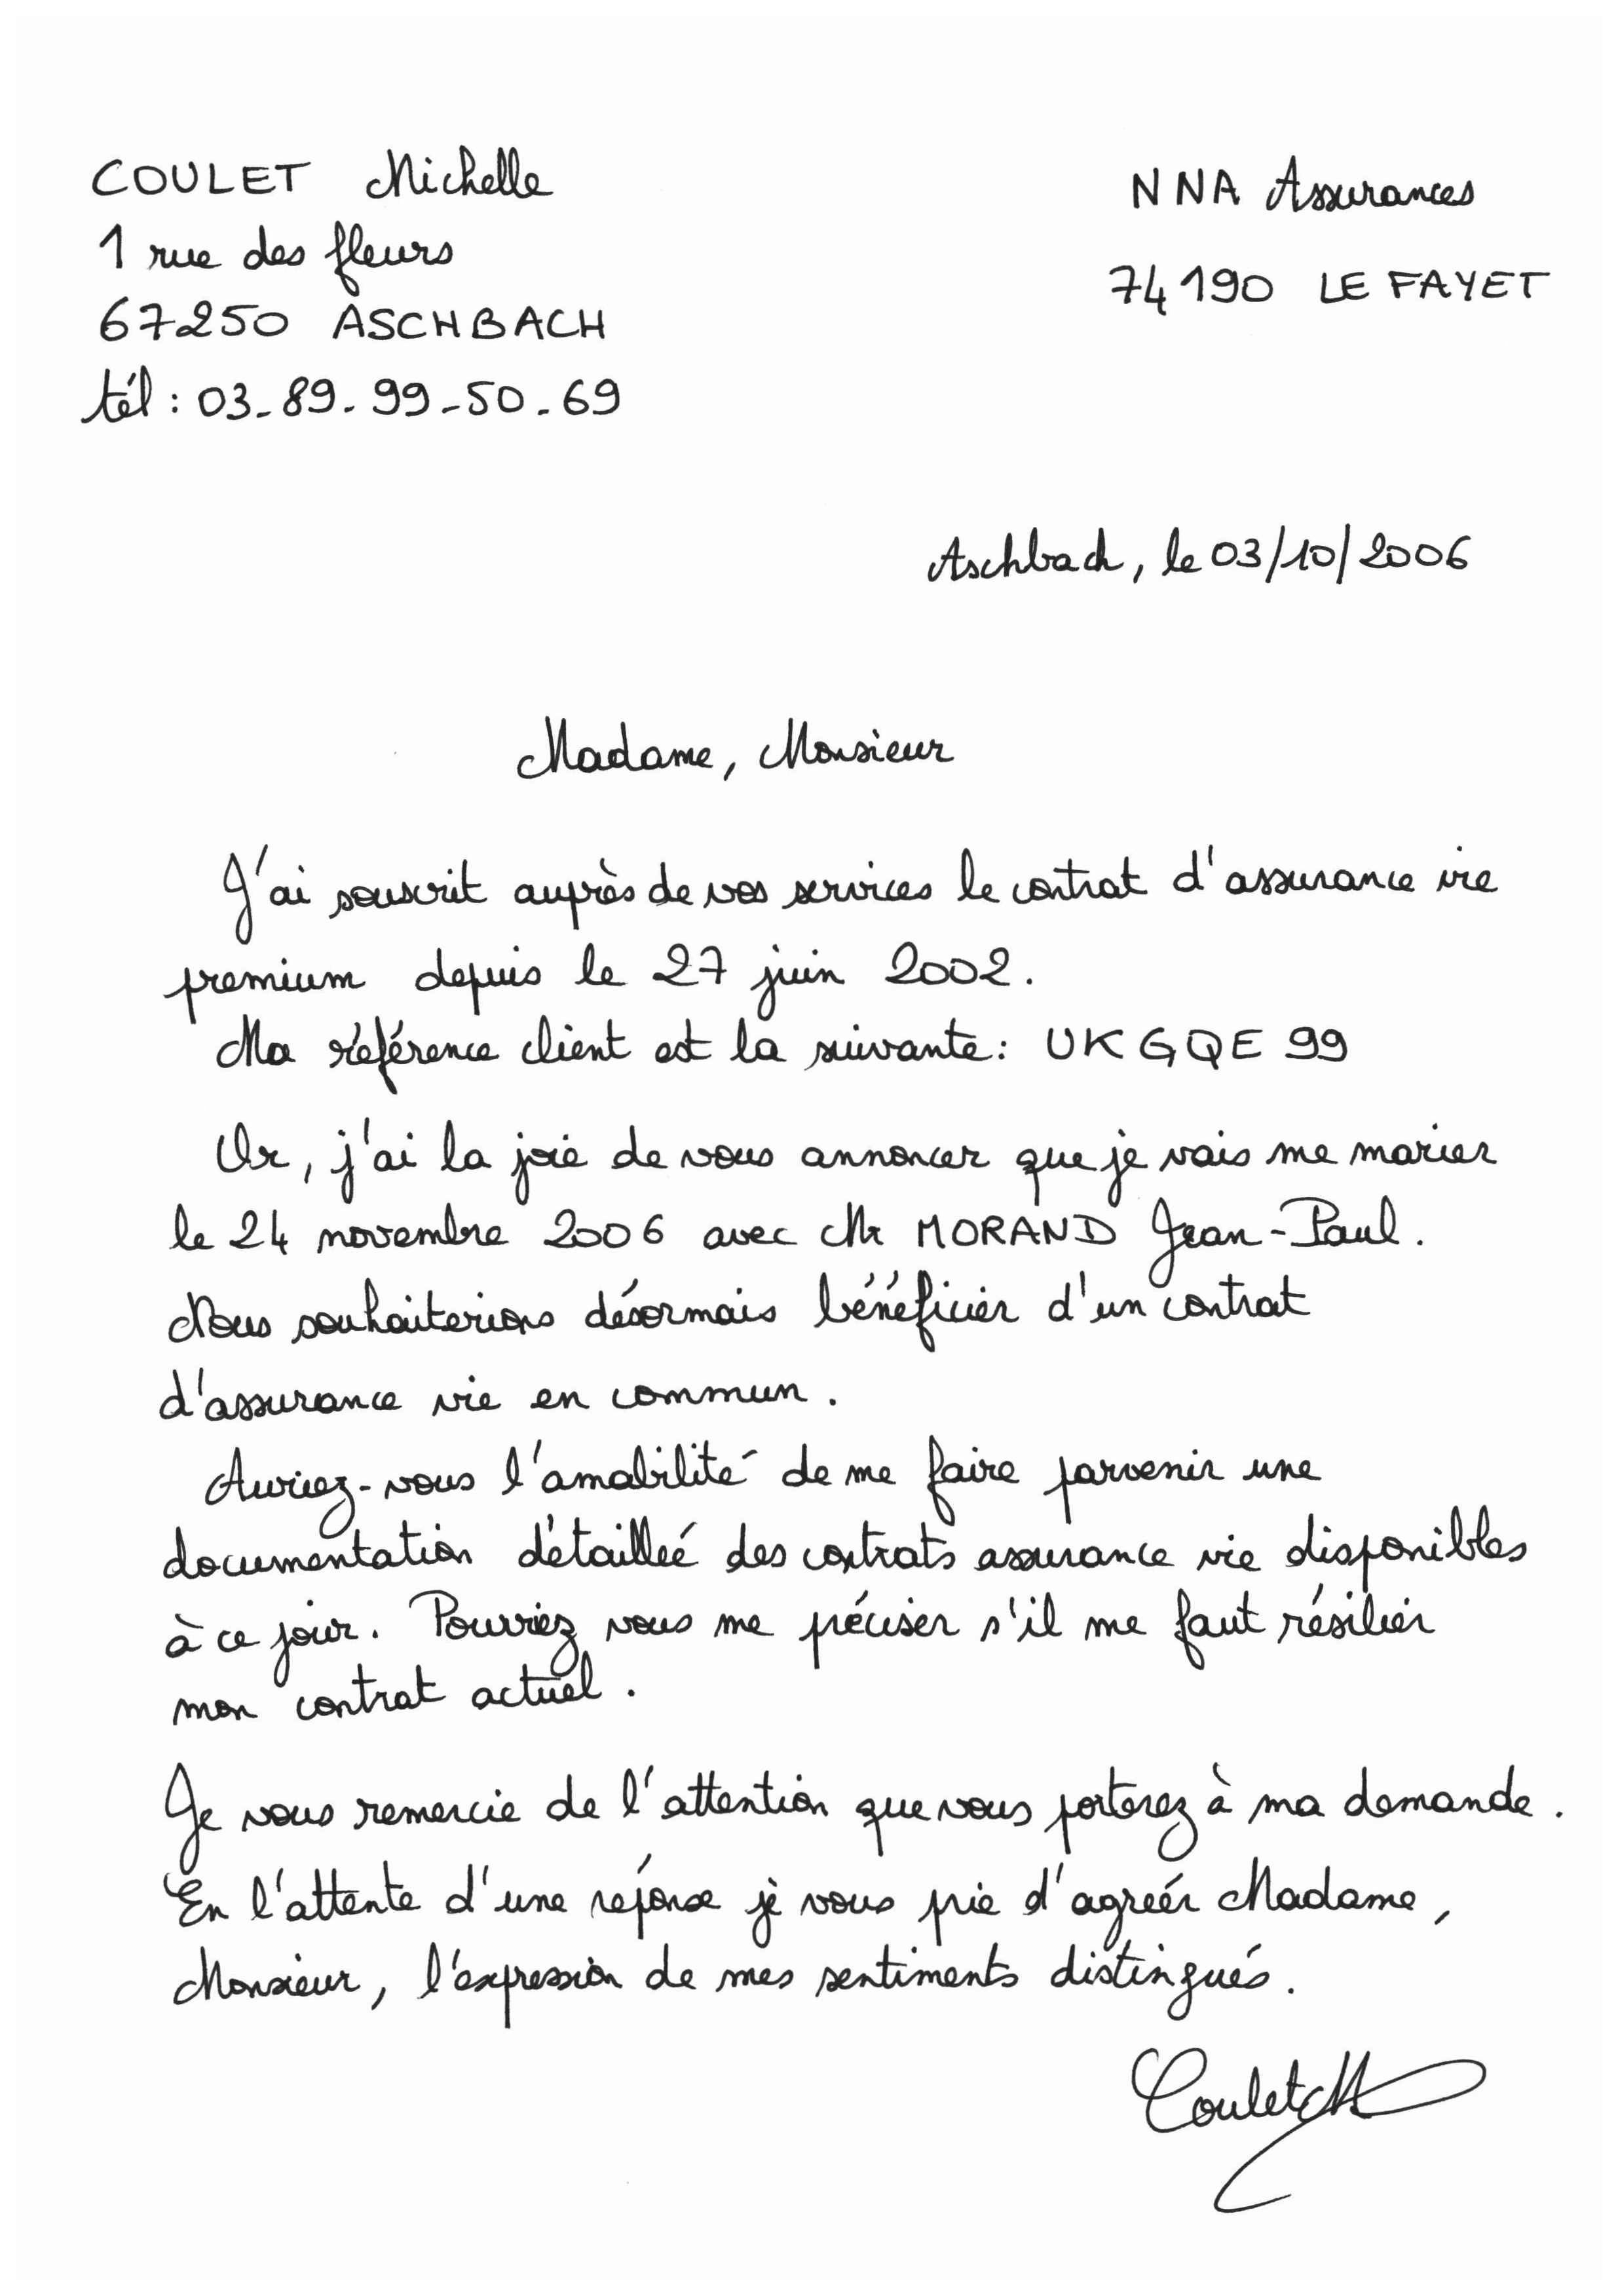 COULET Michelle
1 rue des fleurs
67250 ASCHBACH
tél : 03-89-99-50-69
NNA Assurances
74190 LE FAYET
Aschbach, le 03/10/2006
Madame, Monsieur
J'ai souscrit auprès de vos services le contrat d'assurance vie
premium depuis le 27 juin 2002.
Ma référence client est la suivante : UKGQE99
Or, j'ai la joie de vous annoncer que je vais me marier
le 24 novembre 2006 avec Mr MORAND Jean-Paul.
Nous souhaiterions désormais bénéficier d'un contrat
d'assurance vie en commun.
Auriez-vous l'amabilité de me faire parvenir une
documentation détaillée des contrats assurance vie disponibles
à ce jour. Pouvriez vous me préciser s'il me faut résilier
mon contrat actuel.
Je vous remercie de l'attention que vous porterez à ma demande.
En l'attente d'une réponse je vous prie d'agréér Madame,
Monsieur, l'expression de mes sentiments distingués.
Coulet M